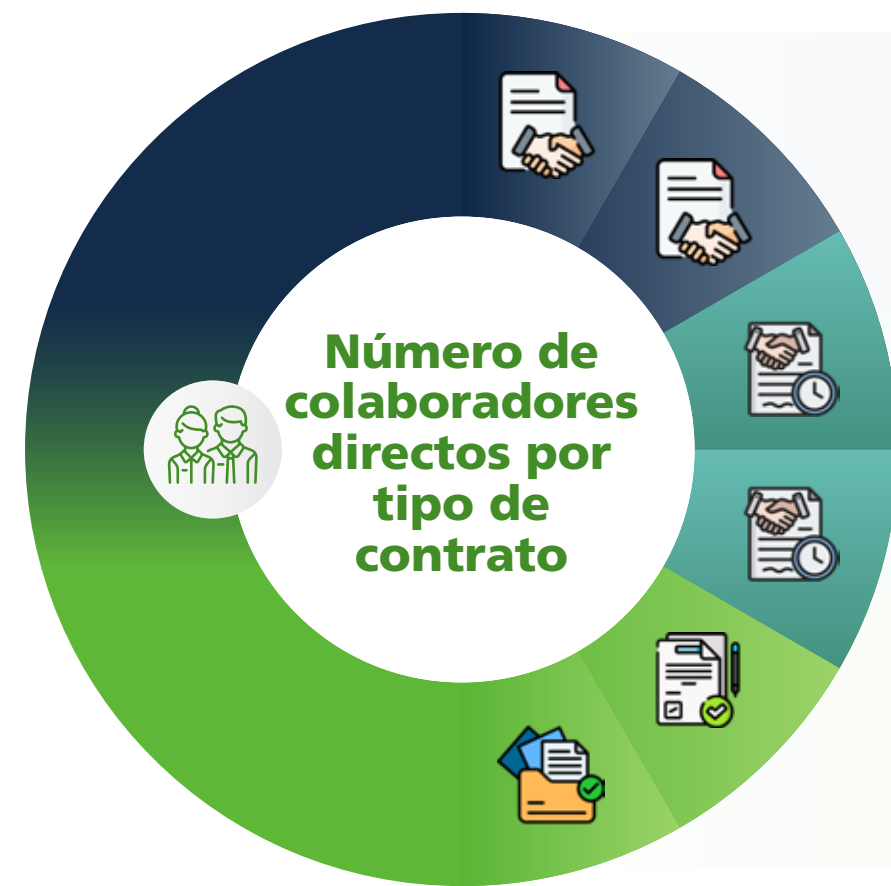 Número de
colaboradores
directos por
tipo de
contrato